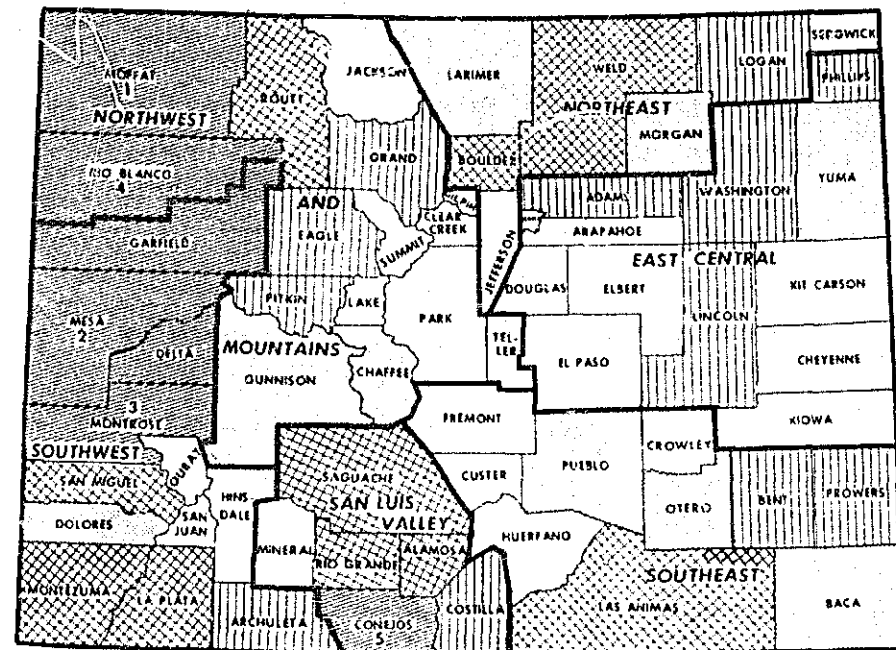 SEDGWICK
MOFFAT
1
JACKSON
LARIMER
WELD
LOGAN
PHILLIPS
ROUTT
NORTHWEST
NORTHEAST
MORGAN
GRAND
BOULDER
RIO BLANCO
4
WASHINGTON
YUMA
ADAMS
AND
GILPIN
CLEAR
CREEK
EAGLE
ARAPAHOE
GARFIELD
SUMMIT
JEFFERSON
EAST CENTRAL
PITKIN
LAKE
DOUGLAS
ELBERT
KIT CARSON
PARK
LINCOLN
MESA
2
DELTA
TEL-
LER
MOUNTAINS
GUNNISON
CHAFFEE
EL PASO
CHEYENNE
3
MONTROSE
FREMONT
KIOWA
SOUTHWEST
OURAY
CROWLEY
SAN MIGUEL
SAGUACHE
CUSTER
PUEBLO
HINS
DALE
SAN LUIS
VALLEY
BENT
PROWERS
OTERO
DOLORES
SAN
JUAN
HUERFANO
MINERAL
RIO GRANDE
ALAMOSA
SOUTHEAST
MONTEZUMA
LA PLATA
ARCHULETA
CONEJOS
5
COSTILLA
LAS ANIMAS
BACA